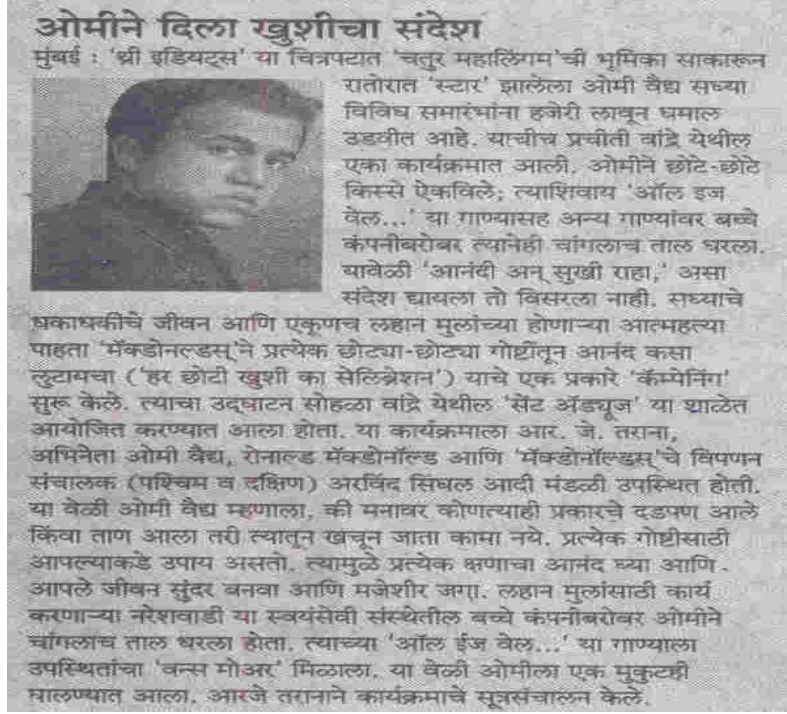 ओमीने दिला खुशीचा संदेश
मुंबई : 'थ्री इडियट्स' या चित्रपटात 'चतुर महालिंगम'ची भूमिका साकारून
रातोरात 'स्टार' झालेला ओमी वैद्य सध्या
विविध समारंभांना हजेरी लावून धमाल
उडवीत आहे. याचीच प्रचीती वांद्रे येथील
एका कार्यक्रमात आली. ओमीने छोटे-छोठे
किस्से ऐकविले; त्याशिवाय 'ऑल इज
वेल...' या गाण्यासह अन्य गाण्यांवर बच्चे
कंपनीबरोबर त्यानेही चांगलाच ताल धरला.
यावेळी 'आनंदी अन् सुखी राहा,' असा
संदेश द्यायला तो विसरला नाही. सध्याचे
धकाधकीचे जीवन आणि एकूणच लहान मुलांच्या होणाऱ्या आत्महत्या
पाहता 'मॅक्डोनल्डस्'ने प्रत्येक छोट्या-छोट्या गोष्टींतून आनंद कसा
लुटायचा ('हर छोटी खुशी का सेलिब्रेशन') याचे एक प्रकारे 'कॅम्पेनिंग'
सुरू केले. त्याचा उद्‌घाटन सोहळा वांद्रे येथील 'सेंट ॲंड्र्यूज' या शाळेत
आयोजित करण्यात आला होता. या कार्यक्रमाला आर. जे. तराना,
अभिनेता ओमी वैद्य, रोनाल्ड मॅक्डोनॉल्ड आणि 'मॅक्डोनॉल्डस्'चे विपणन
संचालक (पश्चिम व दक्षिण) अरविंद सिंघल आदी मंडळी उपस्थित होती.
या वेळी ओमी वैद्य म्हणाला, की मनावर कोणत्याही प्रकारचे दडपण आले
किंवा ताण आला तरी त्यातून खचून जाता कामा नये. प्रत्येक गोष्टीसाठी
आपल्याकडे उपाय असतो. त्यामुळे प्रत्येक क्षणाचा आनंद घ्या आणि
आपले जीवन सुंदर बनवा आणि मजेशीर जगा. लहान मुलांसाठी कार्य
करणाऱ्या नरेशवाडी या स्वयंसेवी संस्थेतील बच्चे कंपनीबरोबर ओमीने
चांगलाच ताल धरला होता. त्याच्या 'ऑल ईज वेल...' या गाण्याला
उपस्थितांचा 'वन्स मोअर' मिळाला. या वेळी ओमीला एक मुकुटही
घालण्यात आला. आरजे तरानाने कार्यक्रमाचे सूत्रसंचालन केले.